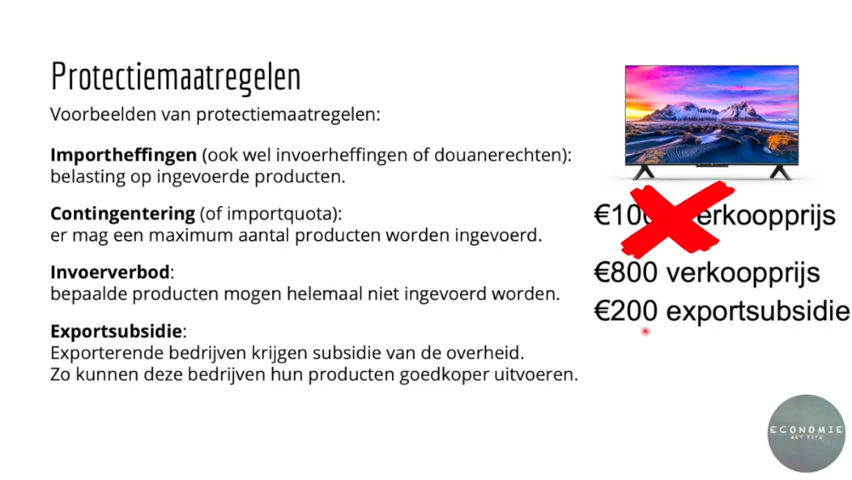 Protectiemaatregelen
Voorbeelden van protectiemaatregelen:
Importheffingen (ook wel invoerheffingen of douanerechten):
belasting op ingevoerde producten.
Contingentering (of importquota):
er mag een maximum aantal producten worden ingevoerd.
Invoerverbod:
bepaalde producten mogen helemaal niet ingevoerd worden.
Exportsubsidie:
Exporterende bedrijven krijgen subsidie van de overheid.
Zo kunnen deze bedrijven hun producten goedkoper uitvoeren.
€800 verkoopprijs
€200 exportsubsidie
ECONOMIE